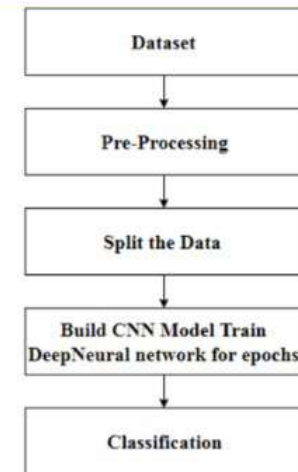 Dataset
Pre-Processing
Split the Data
Build CNN Model Train
DeepNeural network for epochs
Classification